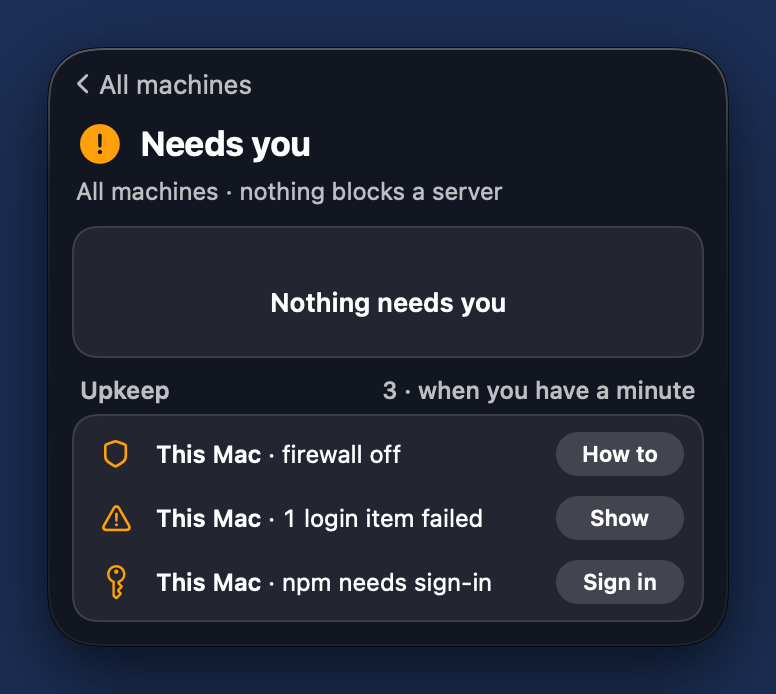 All machines
Needs you
All machines · nothing blocks a server
Nothing needs you
Upkeep 3 · when you have a minute
This Mac · firewall off How to
This Mac · 1 login item failed Show
This Mac · npm needs sign-in Sign in